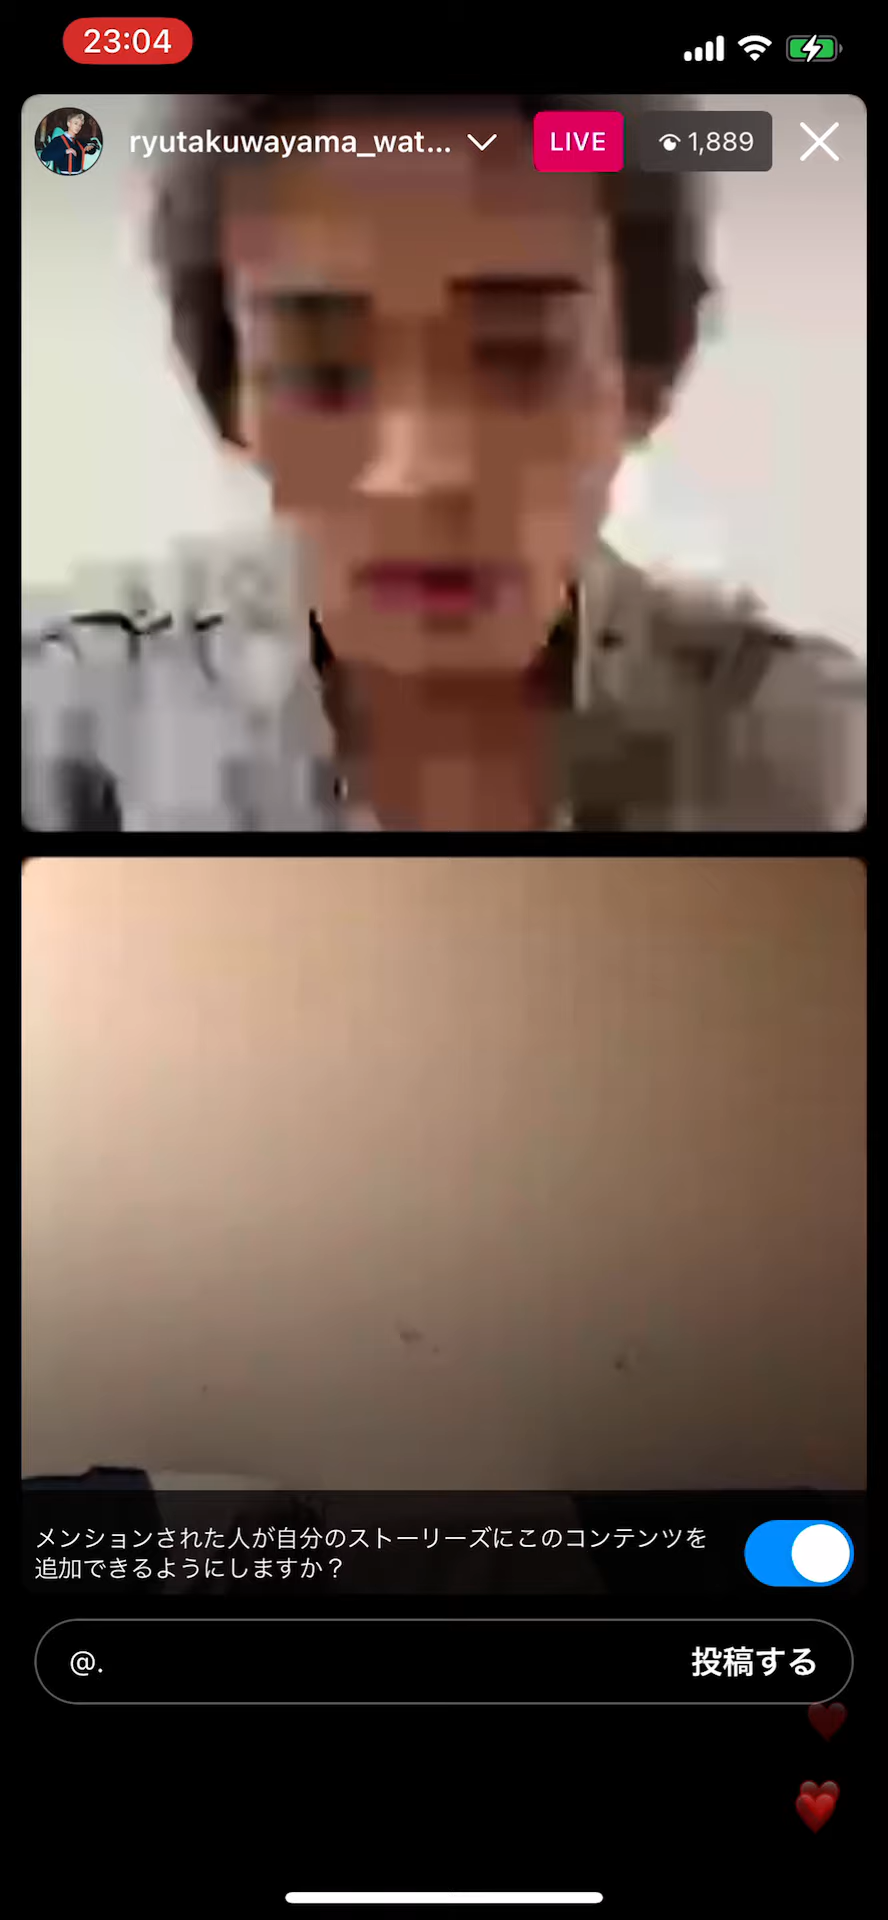 23:04
ryutakuwayama_wat...
LIVE
1,889
メンションされた人が自分のストーリーズにこのコンテンツを
追加できるようにしますか？
@.
投稿する